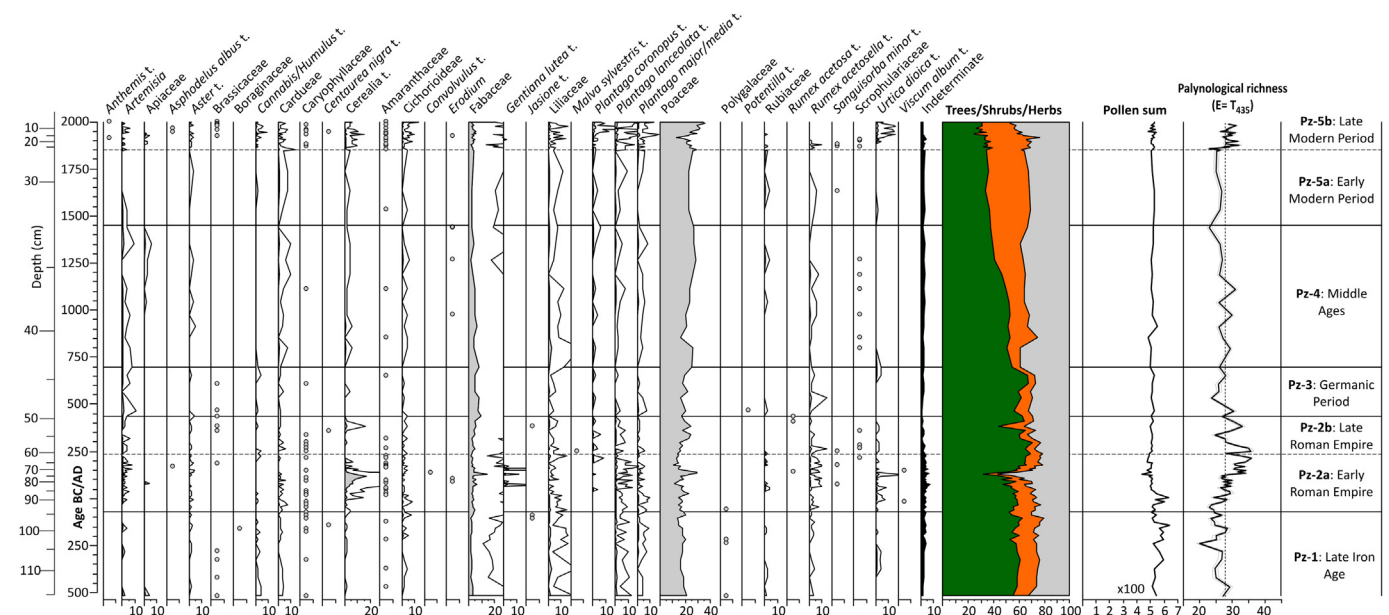 Anthemis t.
Artemisia
Apiaceae
Asphodelus albus t.
Aster t.
Brassicaceae
Boraginaceae
Cannabis/Humulus t.
Cardueae
Caryophyllaceae
Centaurea nigra t.
Cerealia t.
Amaranthaceae
Cichorioideae
Convolvulus t.
Erodium
Fabaceae
Gentiana lutea t.
Jasione t.
Liliaceae
Malva sylvestris t.
Plantago coronopus t.
Plantago lanceolata t.
Plantago major/media t.
Poaceae
Polygalaceae
Potentilla t.
Rubiaceae
Rumex acetosa t.
Rumex acetosella t.
Sanguisorba minor t.
Scrophulariaceae
Urtica dioica t.
Viscum album t.
Indeterminate
Trees/Shrubs/Herbs
Pollen sum
Palynological richness
(E= T435)
Depth (cm)
10
20
30
40
50
60
70
80
90
100
110
Age BC/AD
2000
1750
1500
1250
1000
750
500
250
250
500
Pz-5b: Late
Modern Period
Pz-5a: Early
Modern Period
Pz-4: Middle
Ages
Pz-3: Germanic
Period
Pz-2b: Late
Roman Empire
Pz-2a: Early
Roman Empire
Pz-1: Late Iron
Age
x100
10 10 10 10 10 20 10 20 10 10 10 10 20 40 10 10 10 10 20 40 60 80 100 1 2 3 4 5 6 7 10 20 30 40